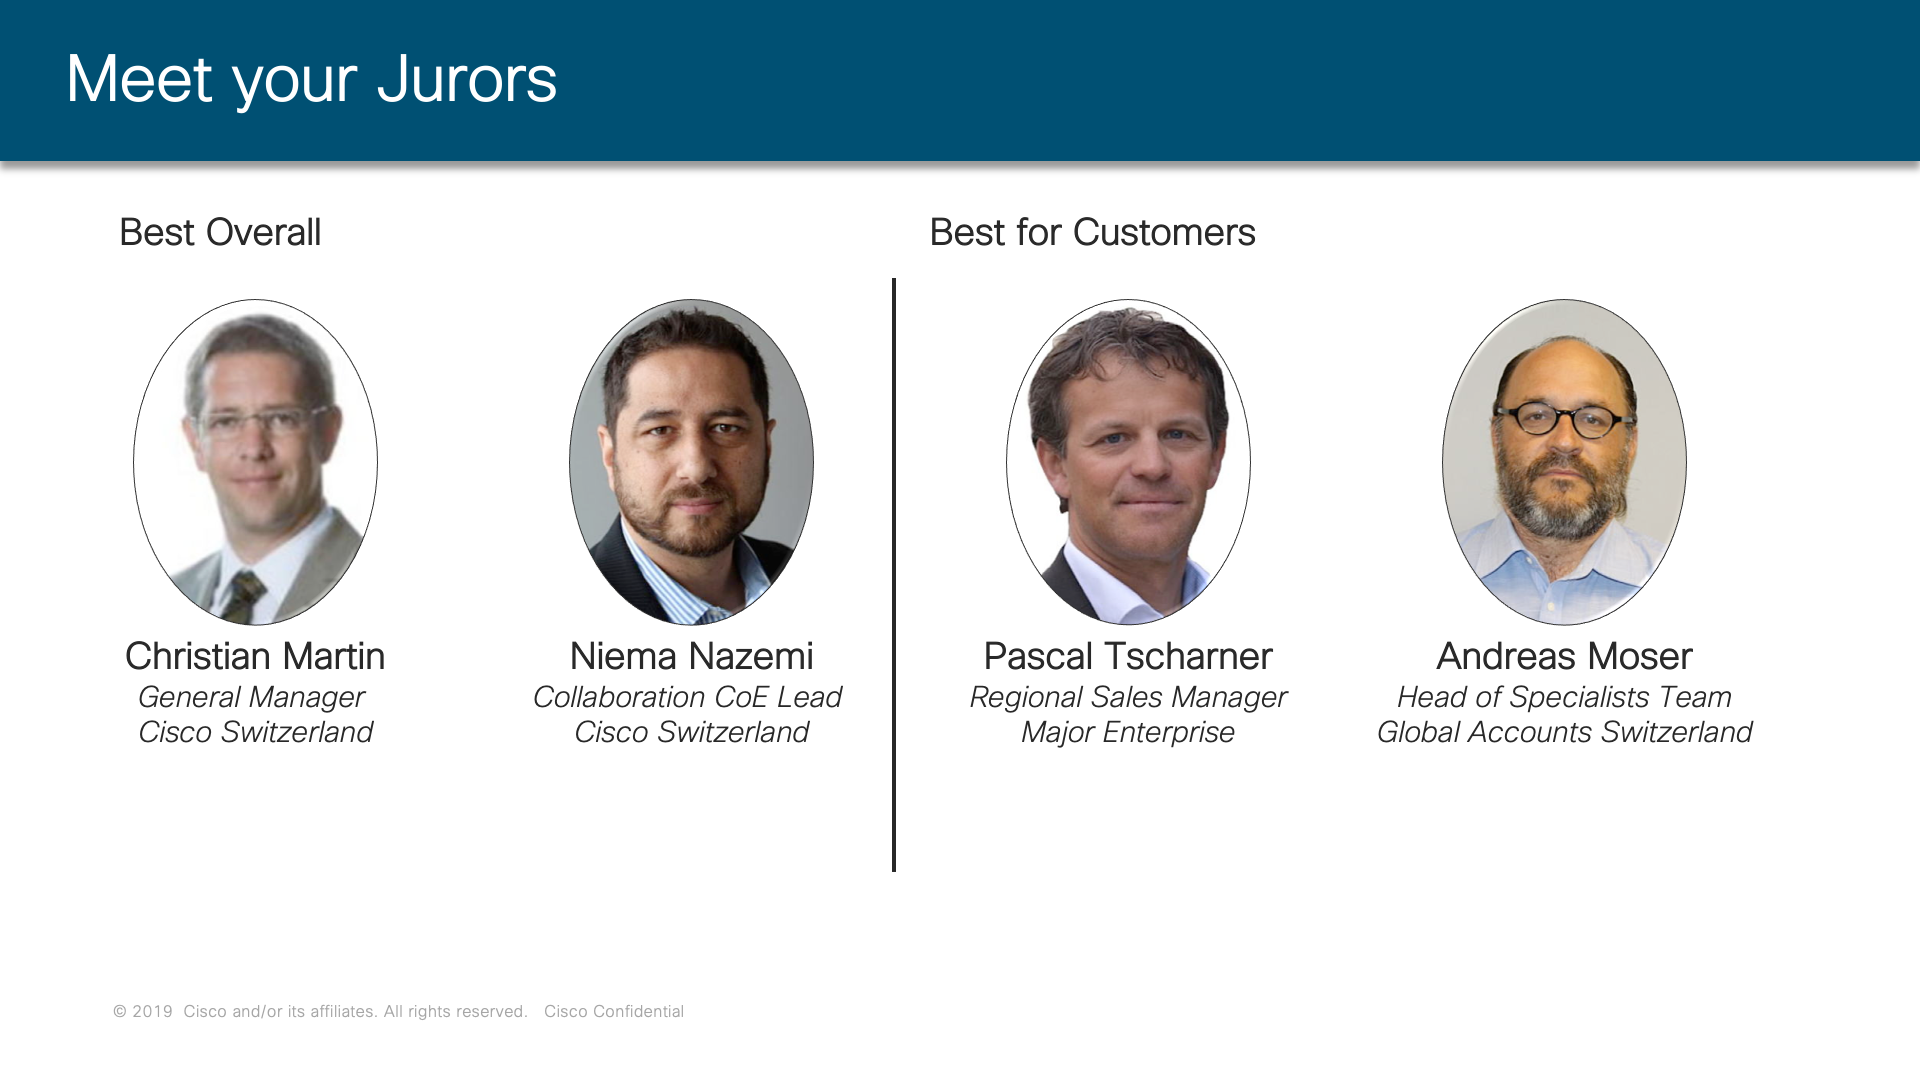 Meet your Jurors
Best Overall
Best for Customers
Christian Martin
General Manager
Cisco Switzerland
Niema Nazemi
Collaboration CoE Lead
Cisco Switzerland
Pascal Tscharner
Regional Sales Manager
Major Enterprise
Andreas Moser
Head of Specialists Team
Global Accounts Switzerland
© 2019 Cisco and/or its affiliates. All rights reserved. Cisco Confidential